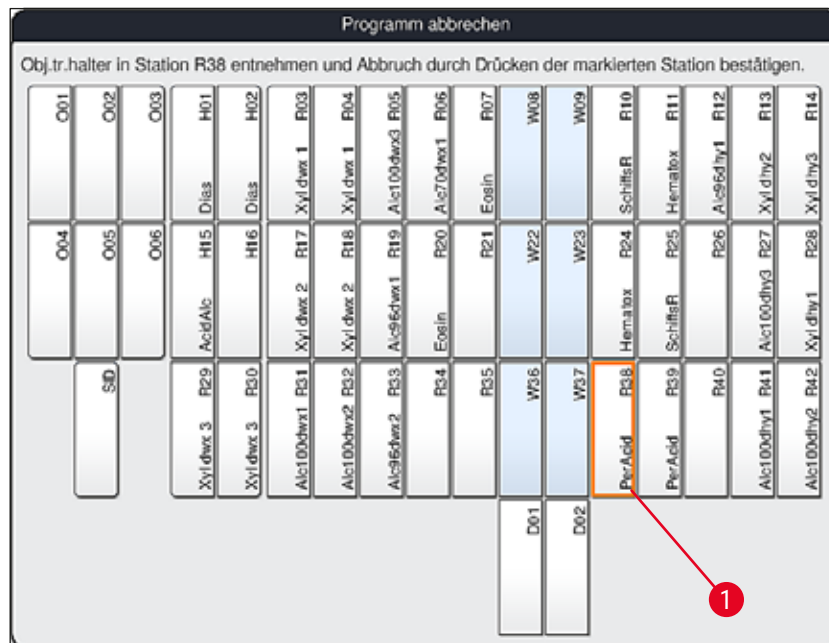 Programm abbrechen
Obj.tr.halter in Station R38 entnehmen und Abbruch durch Drücken der markierten Station bestätigen.
O01
O02
O03
Dias H01
Dias H02
Xyl dwx 1 R03
Xyl dwx 1 R04
Alc100dwx3 R05
Alc70dwx1 R06
Eosin R07
W08
W09
SchiffsR R10
Hematox R11
Alc96dhy1 R12
Xyl dhy2 R13
Xyl dhy3 R14
O04
O05
O06
AcidAlc H15
H16
Xyl dwx 2 R17
Xyl dwx 2 R18
Alc96dwx1 R19
Eosin R20
R21
W22
W23
Hematox R24
SchiffsR R25
R26
Alc100dhy3 R27
Xyl dhy1 R28
SID
Xyl dwx 3 R29
Xyl dwx 3 R30
Alc100dwx1 R31
Alc100dwx2 R32
Alc96dwx2 R33
R34
R35
W36
W37
PerAcid R38
PerAcid R39
R40
Alc100dhy1 R41
Alc100dhy2 R42
D01
D02
1